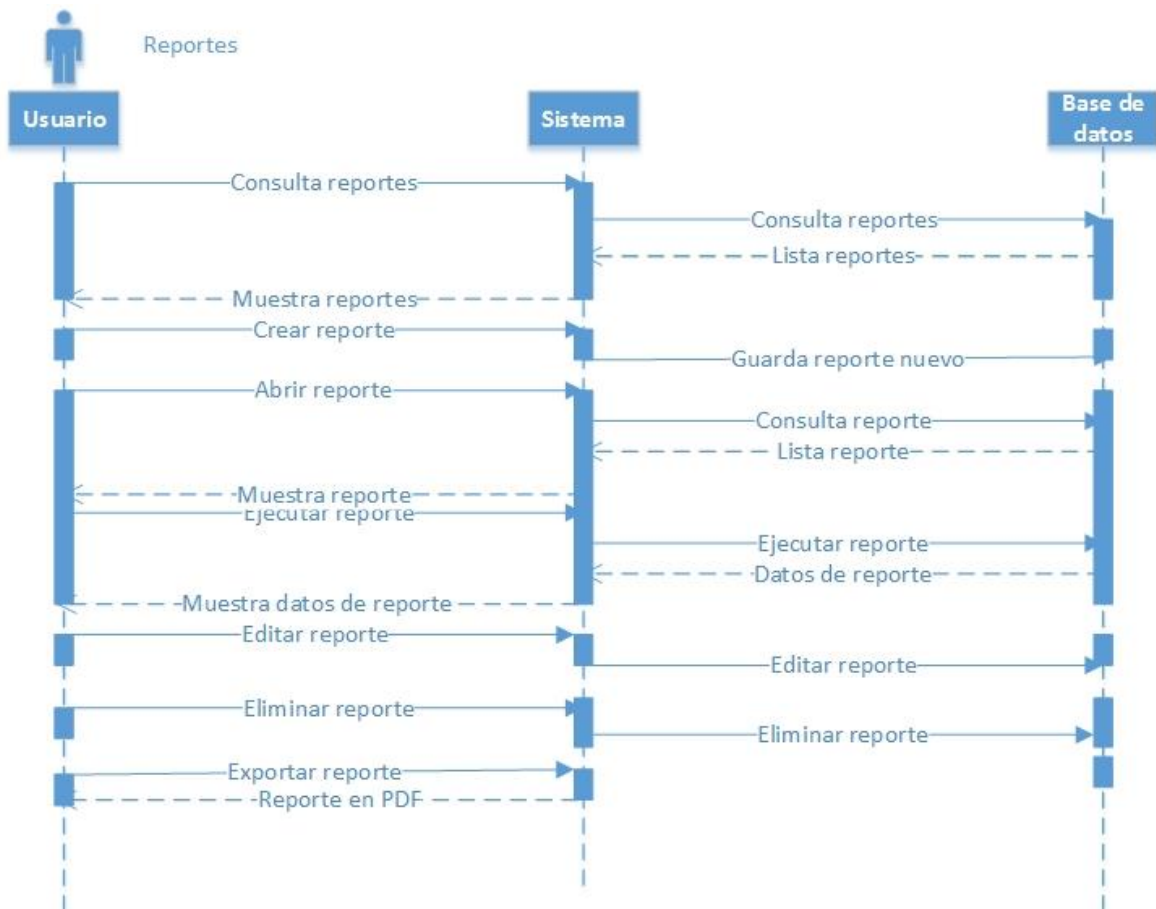 Reportes
Usuario
Sistema
Base de
datos
Consulta reportes
Consulta reportes
Lista reportes
Muestra reportes
Crear reporte
Guarda reporte nuevo
Abrir reporte
Consulta reporte
Lista reporte
Muestra reporte
Ejecutar reporte
Ejecutar reporte
Datos de reporte
Muestra datos de reporte
Editar reporte
Editar reporte
Eliminar reporte
Eliminar reporte
Exportar reporte
Reporte en PDF